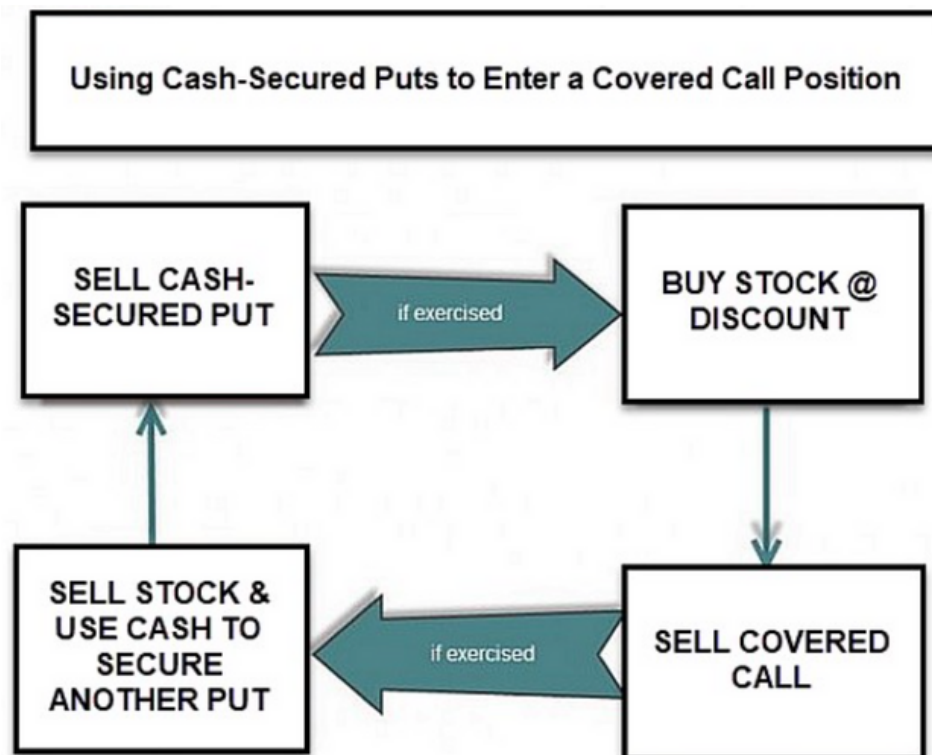 Using Cash-Secured Puts to Enter a Covered Call Position
SELL CASH-
SECURED PUT
if exercised
BUY STOCK @
DISCOUNT
SELL STOCK &
USE CASH TO
SECURE
ANOTHER PUT
if exercised
SELL COVERED
CALL